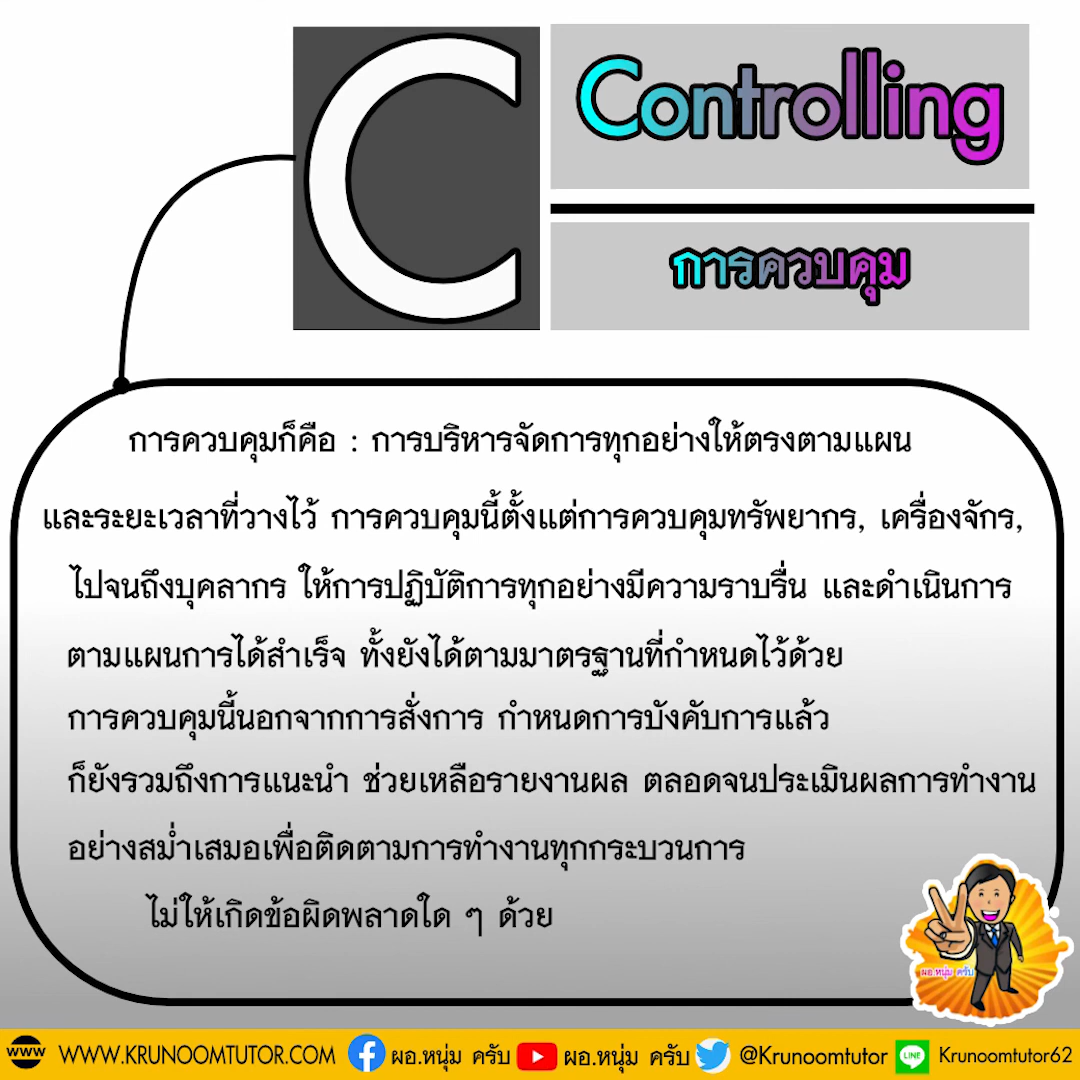 C
Controlling
การควบคุม
การควบคุมก็คือ : การบริหารจัดการทุกอย่างให้ตรงตามแผน
และระยะเวลาที่วางไว้ การควบคุมนี้ตั้งแต่การควบคุมทรัพยากร, เครื่องจักร,
ไปจนถึงบุคลากร ให้การปฏิบัติการทุกอย่างมีความราบรื่น และดำเนินการ
ตามแผนการได้สำเร็จ ทั้งยังได้ตามมาตรฐานที่กำหนดไว้ด้วย
การควบคุมนี้นอกจากการสั่งการ กำหนดการบังคับการแล้ว
ก็ยังรวมถึงการแนะนำ ช่วยเหลือรายงานผล ตลอดจนประเมินผลการทำงาน
อย่างสม่ำเสมอเพื่อติดตามการทำงานทุกกระบวนการ
ไม่ให้เกิดข้อผิดพลาดใด ๆ ด้วย
ผอ.หนุ่ม ครับ
WWW WWW.KRUNOOMTUTOR.COM ผอ.หนุ่ม ครับ ผอ.หนุ่ม ครับ @Krunoomtutor LINE Krunoomtutor62